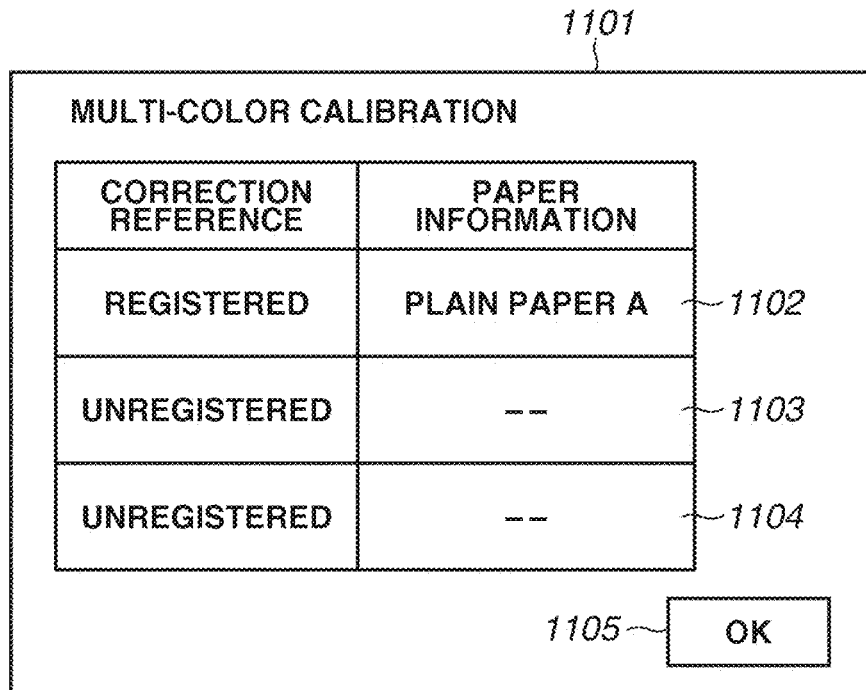 1101
MULTI-COLOR CALIBRATION
CORRECTION REFERENCE
PAPER INFORMATION
REGISTERED
PLAIN PAPER A
1102
UNREGISTERED
--
1103
UNREGISTERED
--
1104
1105
OK